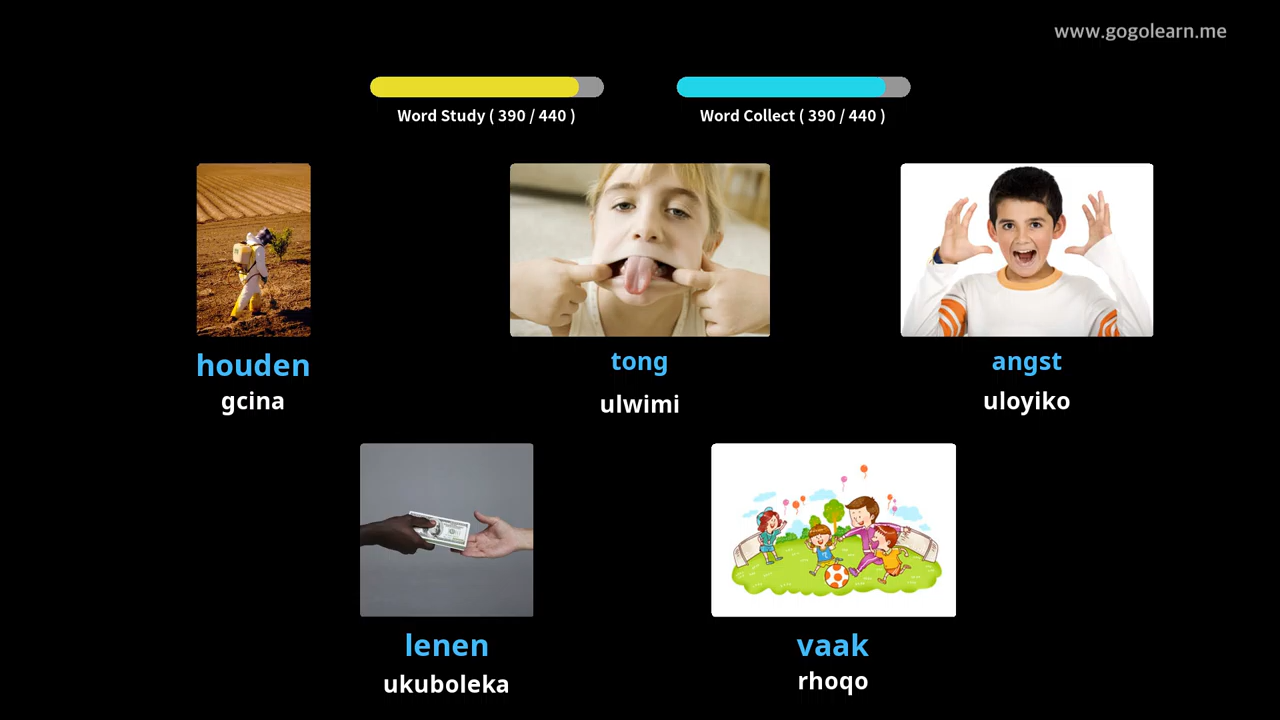 www.gogolearn.me
Word Study ( 390 / 440 )
Word Collect ( 390 / 440 )
houden
gcina
tong
ulwimi
angst
uloyiko
lenen
ukuboleka
vaak
rhoqo